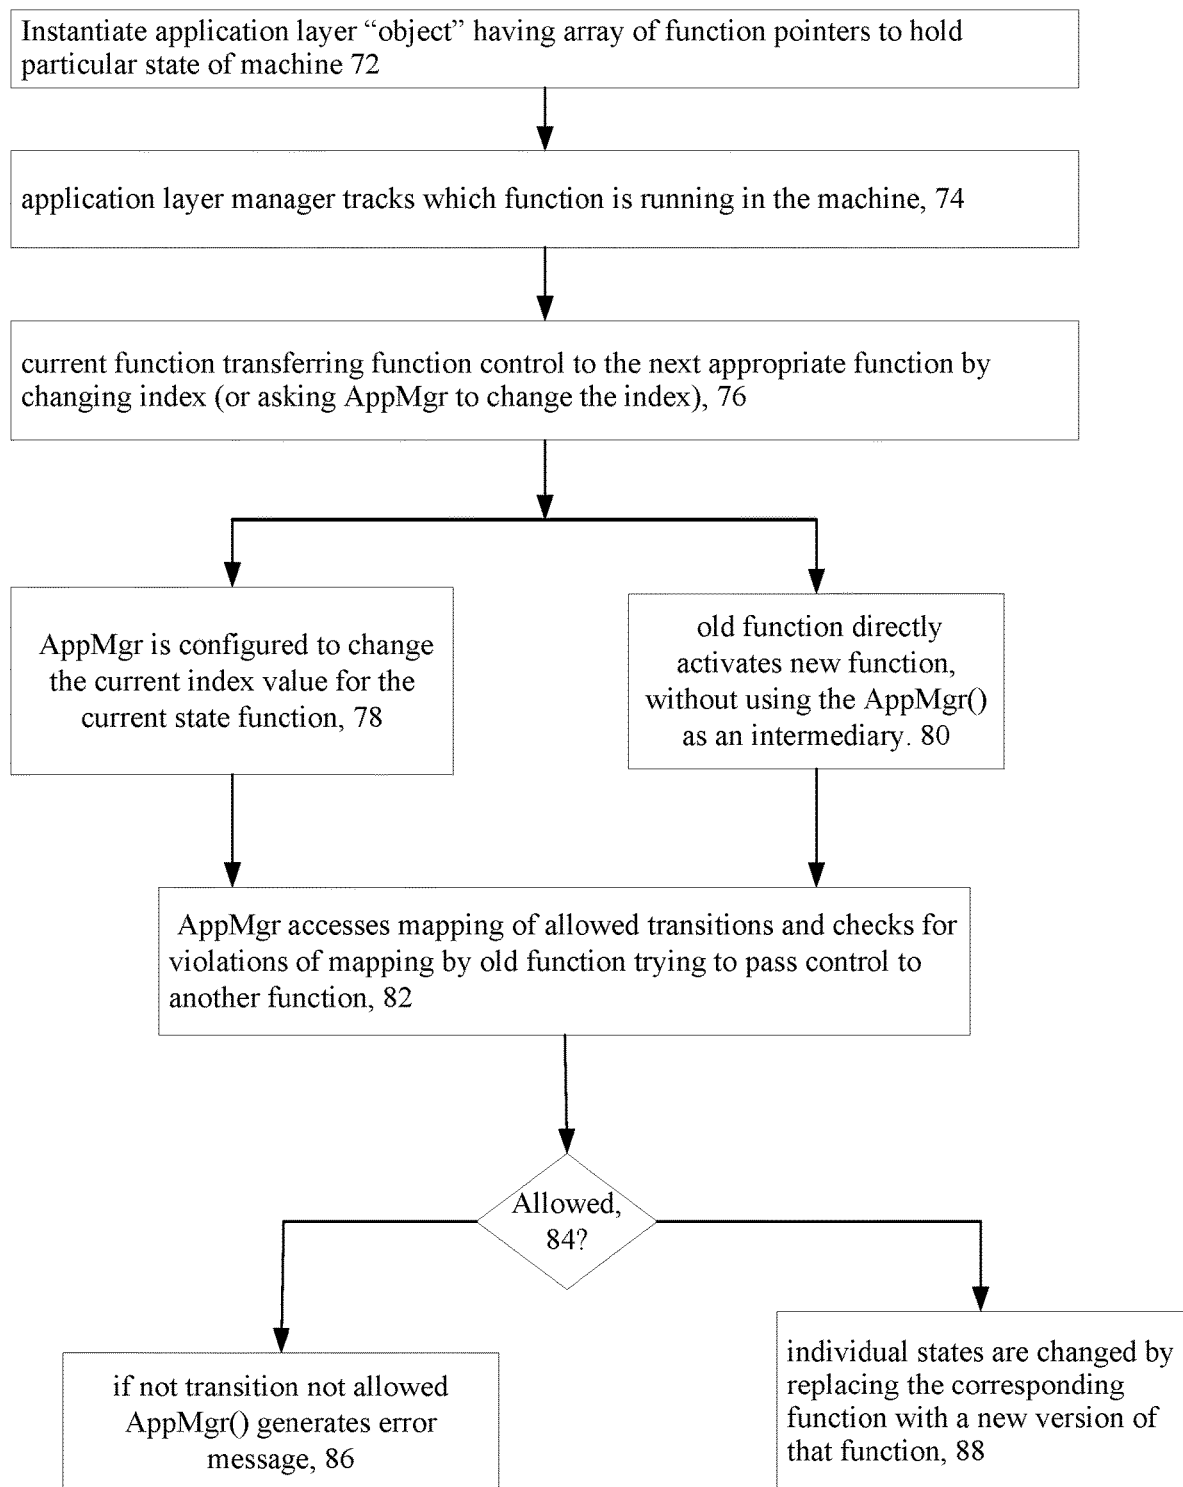 Instantiate application layer “object” having array of function pointers to hold
particular state of machine 72
application layer manager tracks which function is running in the machine, 74
current function transferring function control to the next appropriate function by
changing index (or asking AppMgr to change the index), 76
AppMgr is configured to change
the current index value for the
current state function, 78
old function directly
activates new function,
without using the AppMgr()
as an intermediary. 80
AppMgr accesses mapping of allowed transitions and checks for
violations of mapping by old function trying to pass control to
another function, 82
Allowed,
84?
if not transition not allowed
AppMgr() generates error
message, 86
individual states are changed by
replacing the corresponding
function with a new version of
that function, 88